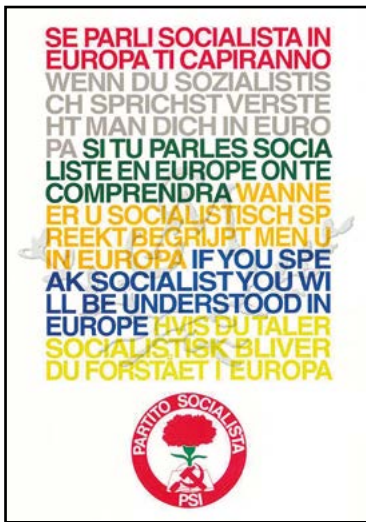 SE PARLI SOCIALISTA IN
EUROPA TI CAPIRANNO
WENN DU SOZIALISTIS
CH SPRICHST VERSTE
HT MAN DICH IN EURO
PA SI TU PARLES SOCIA
LISTE EN EUROPE ON TE
COMPRENDRA WANNE
ER U SOCIALISTISCH SP
REEKT BEGRIJPT MEN U
IN EUROPA IF YOU SPE
AK SOCIALIST YOU WI
LL BE UNDERSTOOD IN
EUROPE HVIS DU TALER
SOCIALISTISK BLIVER
DU FORSTÅET I EUROPA
PARTITO SOCIALISTA
PSI